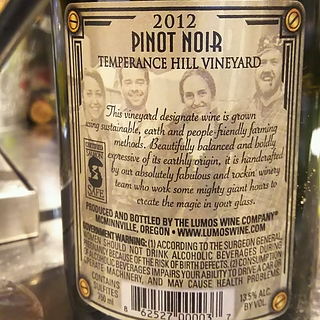 2012
PINOT NOIR
TEMPERANCE HILL VINEYARD
This vineyard designate wine is grown
using sustainable, earth and people-friendly farming
methods. Beautifully balanced and boldly
expressive of its earthly origin, it is handcrafted
by our absolutely fabulous and rockin winery
team who work some mighty giant hours to
create the magic in your glass.
CERTIFIED
SAFE
PRODUCED AND BOTTLED BY THE LUMOS WINE COMPANY®
MCMINNVILLE, OREGON • WWW.LUMOSWINE.COM
GOVERNMENT WARNING: (1) ACCORDING TO THE SURGEON GENERAL,
WOMEN SHOULD NOT DRINK ALCOHOLIC BEVERAGES DURING
PREGNANCY BECAUSE OF THE RISK OF BIRTH DEFECTS. (2) CONSUMPTION
OF ALCOHOLIC BEVERAGES IMPAIRS YOUR ABILITY TO DRIVE A CAR OR
OPERATE MACHINERY, AND MAY CAUSE HEALTH PROBLEMS.
CONTAINS
SULFITES
750 ml
8 62527 00003 7
13.5% ALC.
BY VOL.